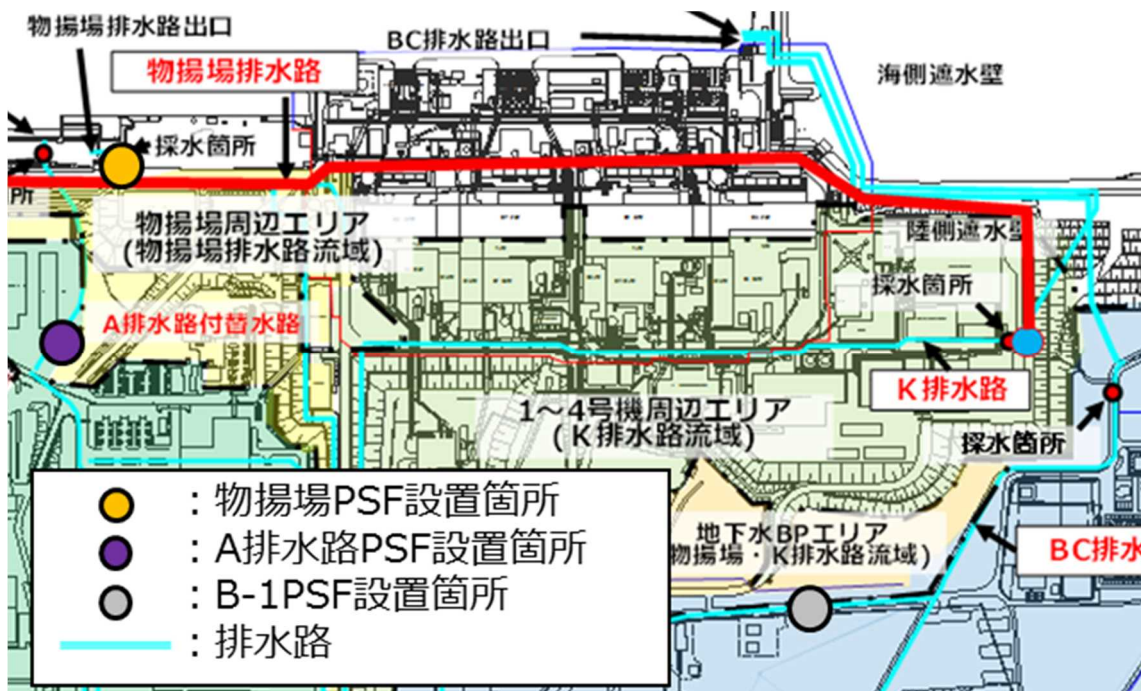 物揚場排水路出口
BC排水路出口
物揚場排水路
海側遮水壁
採水箇所
所
物揚場周辺エリア
(物揚場排水路流域)
陸側遮水壁
採水箇所
A排水路付替水路
K排水路
1～4号機周辺エリア
(K排水路流域)
採水箇所
地下水BPエリア
物揚場・K排水路流域)
BC排水
：物揚場PSF設置箇所
：A排水路PSF設置箇所
：B-1PSF設置箇所
：排水路